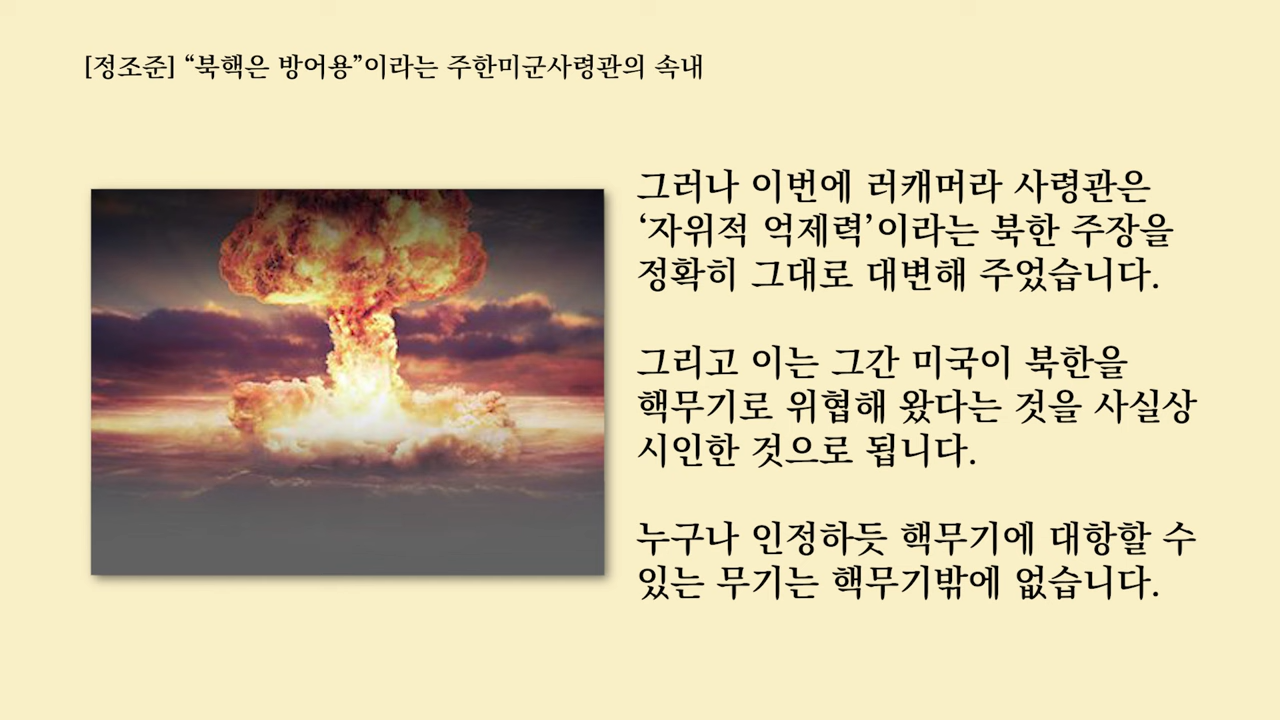 [정조준] “북핵은 방어용”이라는 주한미군사령관의 속내
그러나 이번에 러캐머라 사령관은
‘자위적 억제력’이라는 북한 주장을
정확히 그대로 대변해 주었습니다.
그리고 이는 그간 미국이 북한을
핵무기로 위협해 왔다는 것을 사실상
시인한 것으로 됩니다.
누구나 인정하듯 핵무기에 대항할 수
있는 무기는 핵무기밖에 없습니다.